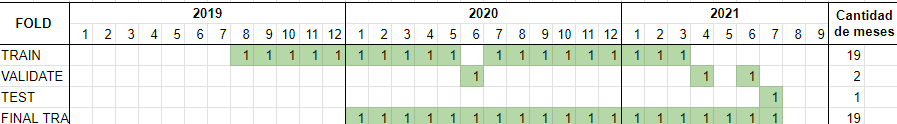 FOLD 2019 2020 2021 Cantidad de meses
1 2 3 4 5 6 7 8 9 10 11 12 1 2 3 4 5 6 7 8 9 10 11 12 1 2 3 4 5 6 7 8 9
TRAIN 1 1 1 1 1 1 1 1 1 1 1 1 1 1 1 1 1 1 1 19
VALIDATE 1 1 1 2
TEST 1 1
FINAL TRA 1 1 1 1 1 1 1 1 1 1 1 1 1 1 1 1 1 1 1 19